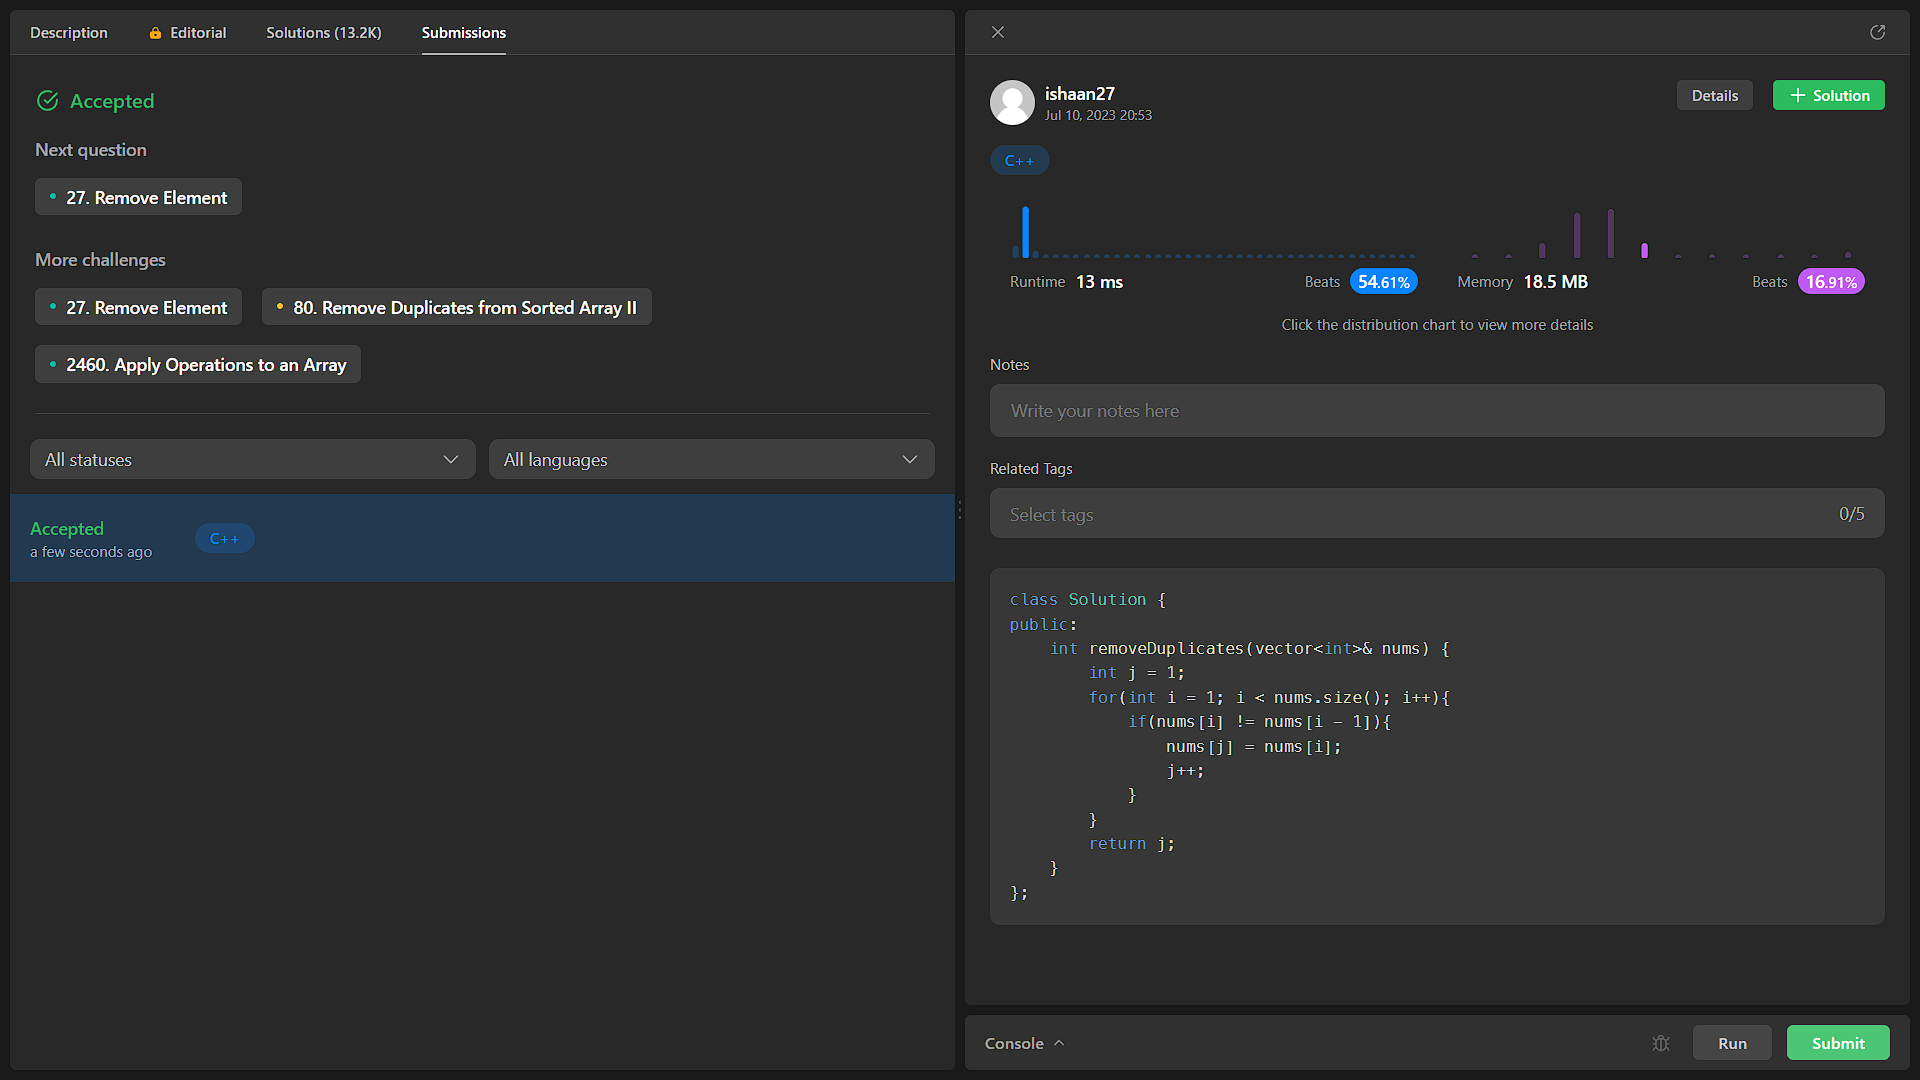 Description Editorial Solutions (13.2K) Submissions
Accepted
Next question
27. Remove Element
More challenges
27. Remove Element 80. Remove Duplicates from Sorted Array II
2460. Apply Operations to an Array
All statuses All languages
Accepted
a few seconds ago
C++
ishaan27
Jul 10, 2023 20:53
Details + Solution
C++
Runtime 13 ms Beats 54.61% Memory 18.5 MB Beats 16.91%
Click the distribution chart to view more details
Notes
Write your notes here
Related Tags
Select tags 0/5
class Solution {
public:
    int removeDuplicates(vector<int>& nums) {
        int j = 1;
        for(int i = 1; i < nums.size(); i++){
            if(nums[i] != nums[i - 1]){
                nums[j] = nums[i];
                j++;
            }
        }
        return j;
    }
};
Console Run Submit